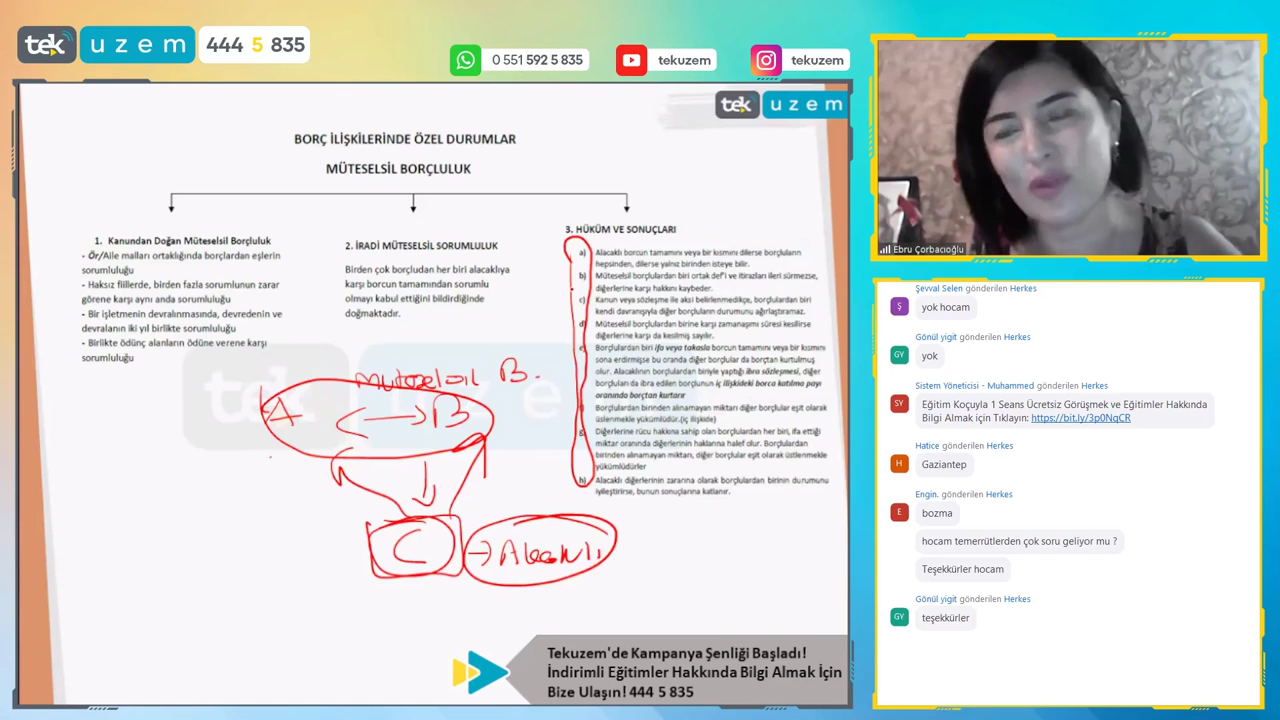 tek uzem 444 5 835
0 551 592 5 835
tekuzem
tekuzem
tek uzem
BORÇ İLİŞKİLERİNDE ÖZEL DURUMLAR
MÜTESELSİL BORÇLULUK
1. Kanundan Doğan Müteselsil Borçluluk
- Ör/Aile malları ortaklığında borçlardan eşlerin
sorumluluğu
- Haksız fiillerde, birden fazla sorumlunun zarar
görene karşı aynı anda sorumluluğu
- Bir işletmenin devralınmasında, devredenin ve
devralanın iki yıl birlikte sorumluluğu
- Birlikte ödünç alanların ödüne verene karşı
sorumluluğu
2. İRADİ MÜTESELSİL SORUMLULUK
Birden çok borçludan her biri alacaklıya
karşı borcun tamamından sorumlu
olmayı kabul ettiğini bildirdiğinde
doğmaktadır.
3. HÜKÜM VE SONUÇLARI
a) Alacaklı borcun tamamını veya bir kısmını dilerse borçluların
hepsinden, dilerse yalnız birinden isteye bilir.
b) Müteselsil borçlulardan biri ortak def'i ve itirazları ileri sürmezse,
diğerlerine karşı hakkını kaybeder.
c) Kanun veya sözleşme ile aksi belirlenmedikçe, borçlulardan biri
kendi davranışıyla diğer borçluların durumunu ağırlaştıramaz.
d) Müteselsil borçlulardan birine karşı zamanaşımı süresi kesilirse
diğerlerine karşı da kesilmiş sayılır.
e) Borçlulardan biri ifa veya takasla borcun tamamını veya bir kısmını
sona erdirmişse bu oranda diğer borçlular da borçtan kurtulmuş
olur. Alacaklının borçlulardan biriyle yaptığı ibra sözleşmesi, diğer
borçluları da ibra edilen borçlunun iç ilişkideki borca katılma payı
oranında borçtan kurtarır
f) Borçlulardan birinden alınamayan miktarı diğer borçlular eşit olarak
üstlenmekle yükümlüdür.(iç ilişkide)
g) Diğerlerine rücu hakkına sahip olan borçlulardan her biri, ifa ettiği
miktar oranında diğerlerinin haklarına halef olur. Borçlulardan
birinden alınamayan miktarı, diğer borçlular eşit olarak üstlenmekle
yükümlüdürler
h) Alacaklı diğerlerinin zararına olarak borçlulardan birinin durumunu
iyileştirirse, bunun sonuçlarına katlanır.
Müteselsil B.
A B
C → Alacaklı
Tekuzem'de Kampanya Şenliği Başladı!
İndirimli Eğitimler Hakkında Bilgi Almak İçin
Bize Ulaşın! 444 5 835
Ebru Çorbacıoğlu
Şevval Selen gönderilen Herkes
Ş yok hocam
Gönül yigit gönderilen Herkes
GY yok
Sistem Yöneticisi - Muhammed gönderilen Herkes
SY Eğitim Koçuyla 1 Seans Ücretsiz Görüşmek ve Eğitimler Hakkında
Bilgi Almak için Tıklayın: https://bit.ly/3p0NqCR
Hatice gönderilen Herkes
H Gaziantep
Engin. gönderilen Herkes
E bozma
hocam temerrütlerden çok soru geliyor mu ?
Teşekkürler hocam
Gönül yigit gönderilen Herkes
GY teşekkürler